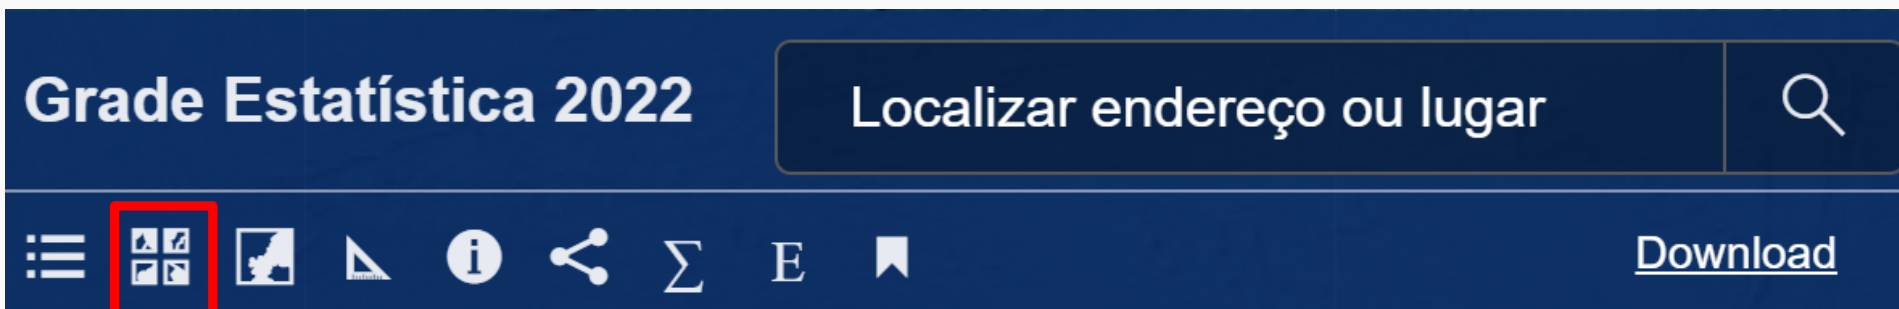 Grade Estatística 2022
Localizar endereço ou lugar
Σ E
Download